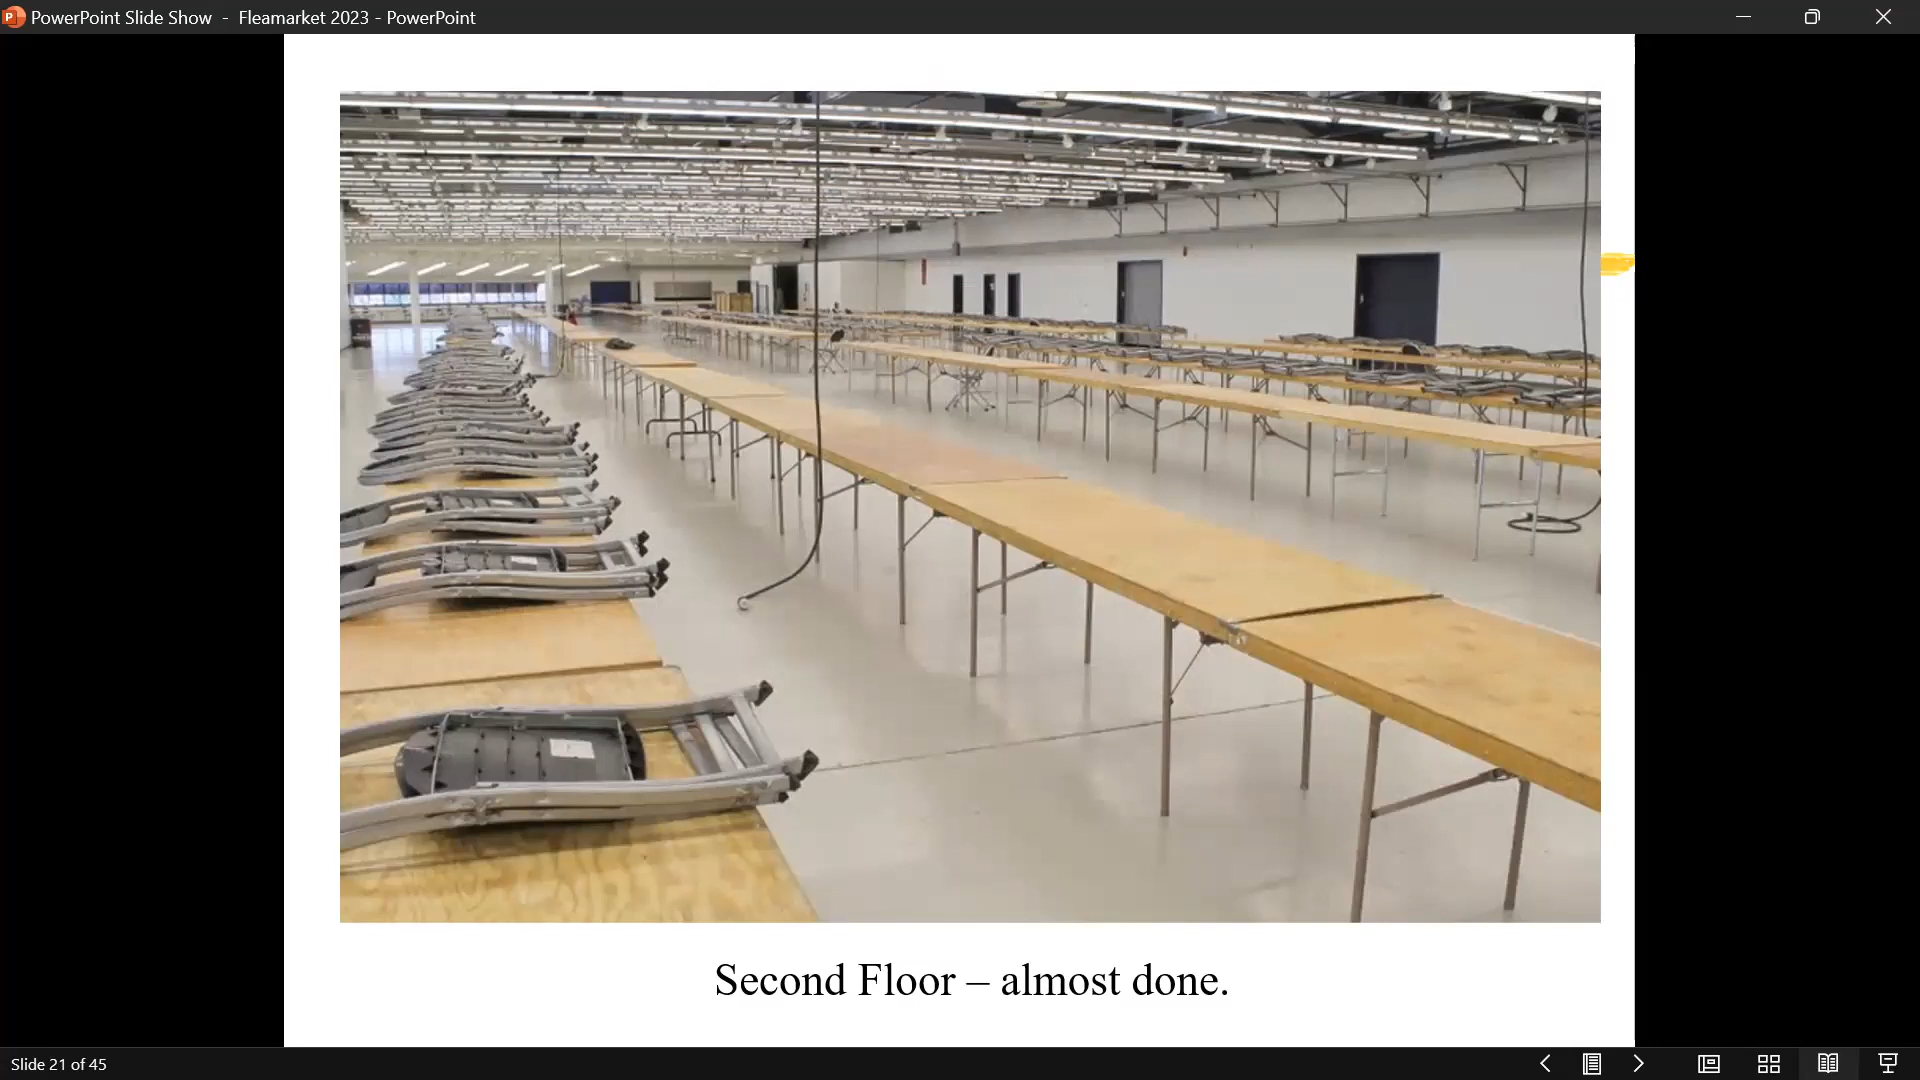 PowerPoint Slide Show - Fleamarket 2023 - PowerPoint
Second Floor – almost done.
Slide 21 of 45